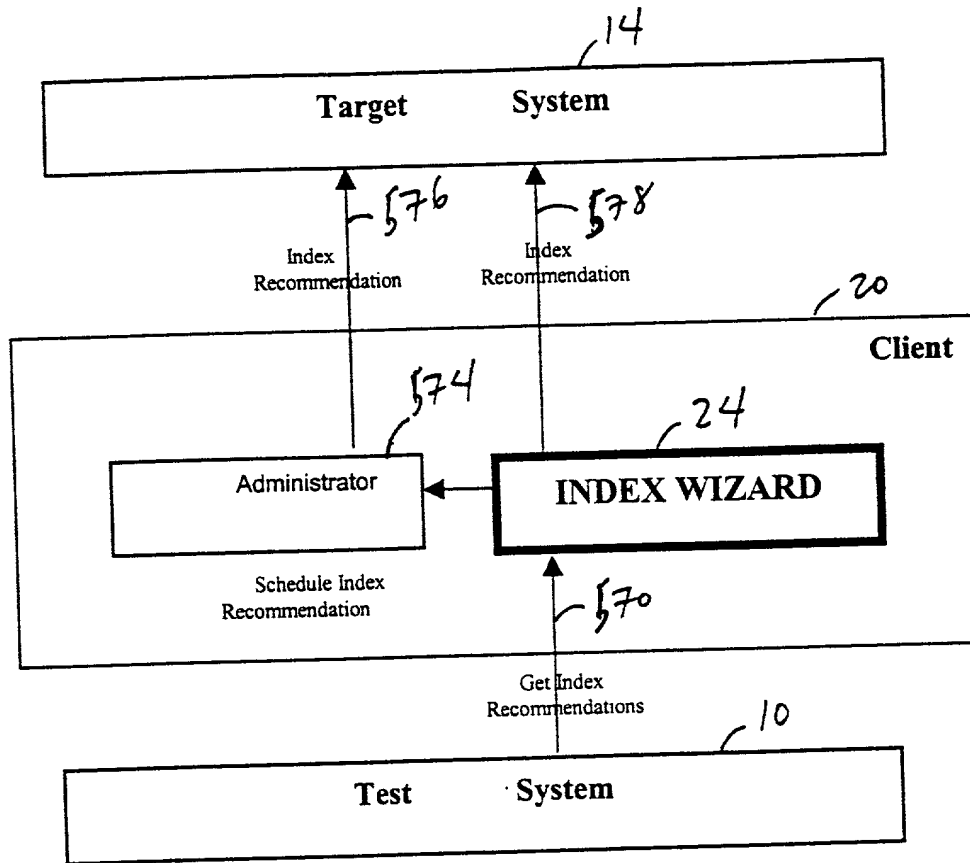 14
Target System
576
578
Index
Recommendation
Index
Recommendation
20
Client
574
24
Administrator
INDEX WIZARD
Schedule Index
Recommendation
570
Get Index
Recommendations
10
Test System